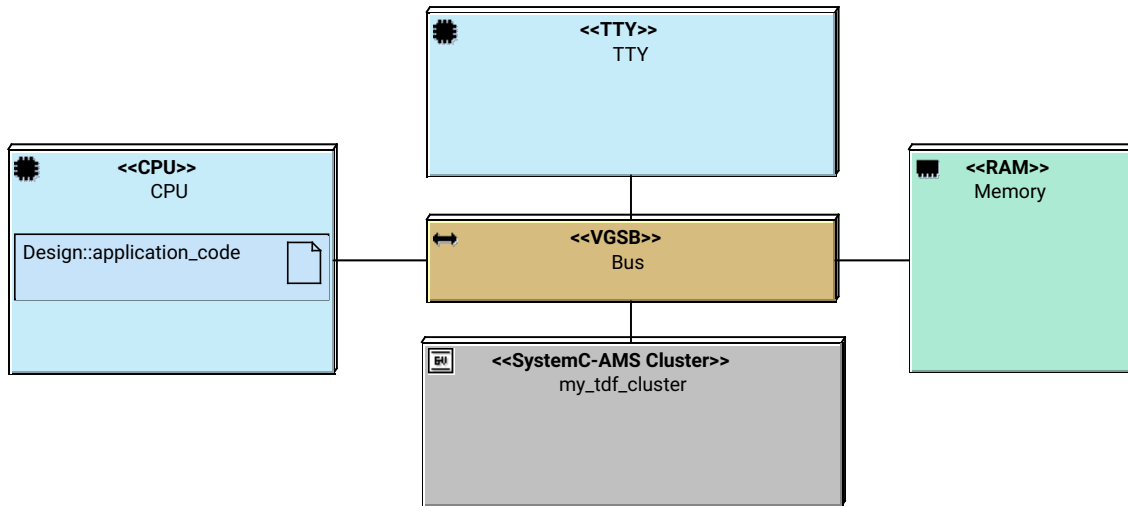 <<TTY>>
TTY
<<CPU>>
CPU
Design::application_code
<<VGSB>>
Bus
<<RAM>>
Memory
<<SystemC-AMS Cluster>>
my_tdf_cluster